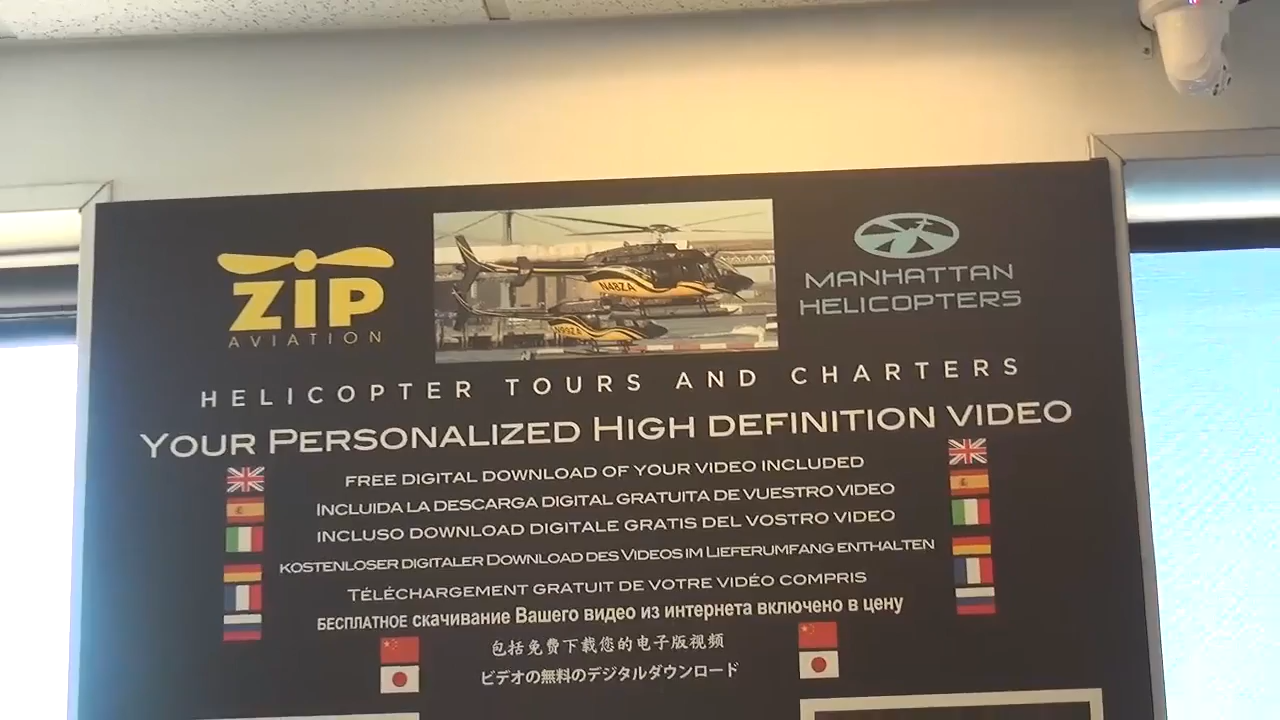 ZIP
AVIATION
N48ZA
N99ZA
MANHATTAN
HELICOPTERS
HELICOPTER TOURS AND CHARTERS
YOUR PERSONALIZED HIGH DEFINITION VIDEO
FREE DIGITAL DOWNLOAD OF YOUR VIDEO INCLUDED
INCLUIDA LA DESCARGA DIGITAL GRATUITA DE VUESTRO VIDEO
INCLUSO DOWNLOAD DIGITALE GRATIS DEL VOSTRO VIDEO
KOSTENLOSER DIGITALER DOWNLOAD DES VIDEOS IM LIEFERUMFANG ENTHALTEN
TÉLÉCHARGEMENT GRATUIT DE VOTRE VIDÉO COMPRIS
БЕСПЛАТНОЕ скачивание Вашего видео из интернета включено в цену
包括免费下载您的电子版视频
ビデオの無料のデジタルダウンロード